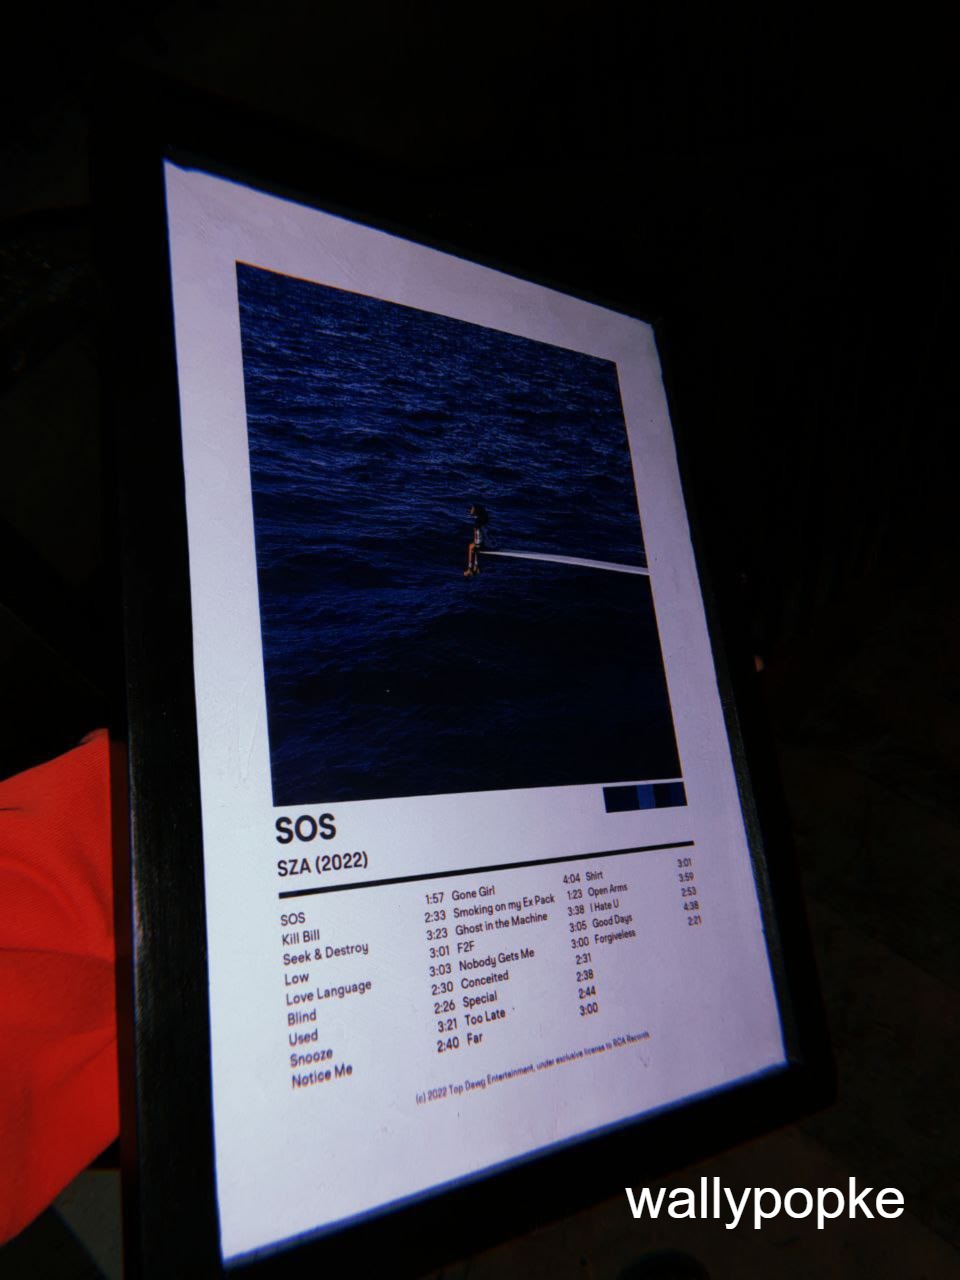 SOS
SZA (2022)
SOS 1:57
Kill Bill 2:33
Seek & Destroy 3:23
Low 3:01
Love Language 3:03
Blind 2:30
Used 2:26
Snooze 3:21
Notice Me 2:40
Gone Girl 4:04
Smoking on my Ex Pack 1:23
Ghost in the Machine 3:38
F2F 3:05
Nobody Gets Me 3:00
Conceited 2:31
Special 2:38
Too Late 2:44
Far 3:00
Shirt 3:01
Open Arms 3:59
I Hate U 2:53
Good Days 4:38
Forgiveless 2:21
(c) 2022 Top Dawg Entertainment, under exclusive license to RCA Records
wallypopke